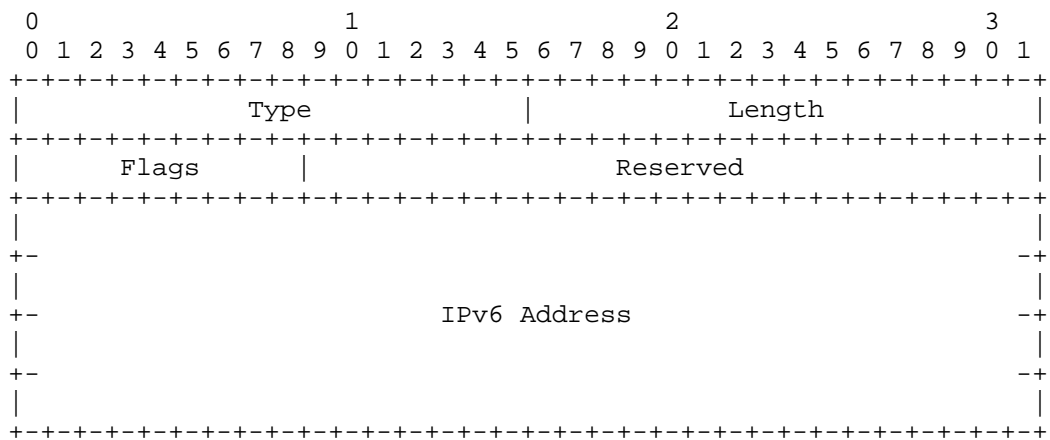 0                   1                   2                   3
 0 1 2 3 4 5 6 7 8 9 0 1 2 3 4 5 6 7 8 9 0 1 2 3 4 5 6 7 8 9 0 1
+-+-+-+-+-+-+-+-+-+-+-+-+-+-+-+-+-+-+-+-+-+-+-+-+-+-+-+-+-+-+-+-+
|              Type             |            Length             |
+-+-+-+-+-+-+-+-+-+-+-+-+-+-+-+-+-+-+-+-+-+-+-+-+-+-+-+-+-+-+-+-+
|      Flags      |                   Reserved                  |
+-+-+-+-+-+-+-+-+-+-+-+-+-+-+-+-+-+-+-+-+-+-+-+-+-+-+-+-+-+-+-+-+
|                                                               |
+-                                                             -+
|                                                               |
+-                         IPv6 Address                        -+
|                                                               |
+-                                                             -+
|                                                               |
+-+-+-+-+-+-+-+-+-+-+-+-+-+-+-+-+-+-+-+-+-+-+-+-+-+-+-+-+-+-+-+-+